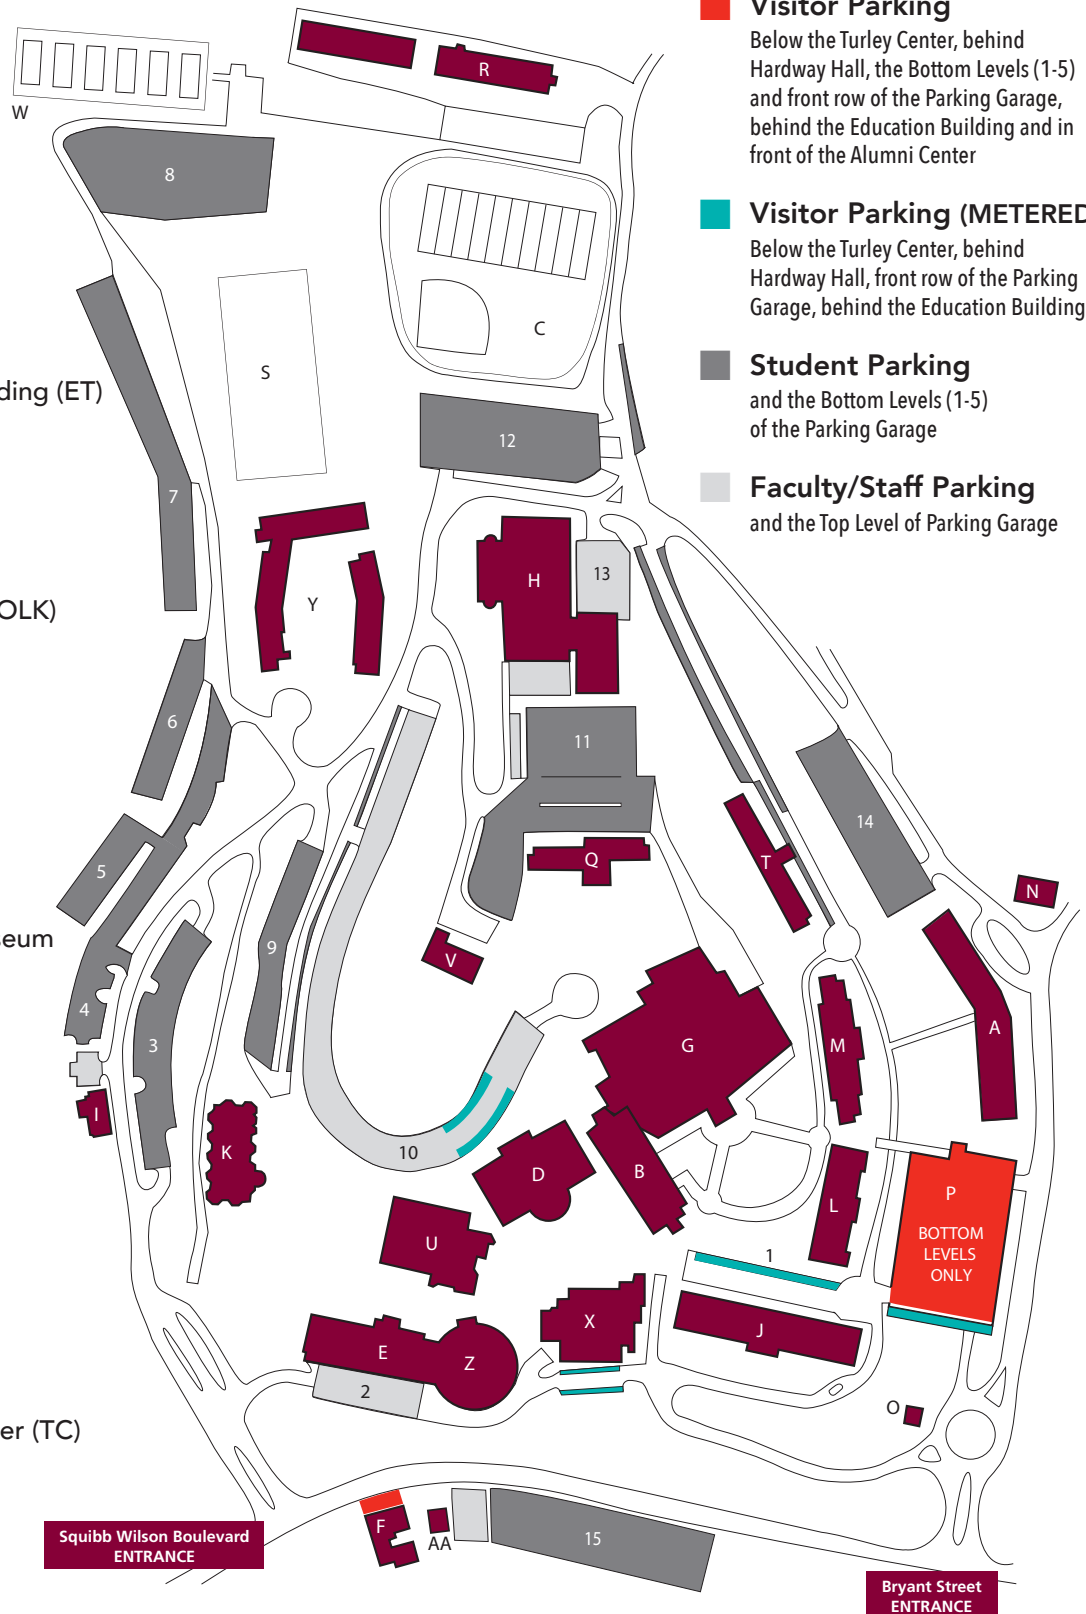 Visitor Parking
Below the Turley Center, behind
Hardway Hall, the Bottom Levels (1-5)
and front row of the Parking Garage,
behind the Education Building and in
front of the Alumni Center
Visitor Parking (METERED
Below the Turley Center, behind
Hardway Hall, front row of the Parking
Garage, behind the Education Building
Student Parking
and the Bottom Levels (1-5)
of the Parking Garage
Faculty/Staff Parking
and the Top Level of Parking Garage
R
W
8
C
S
ding (ET)
12
7
H
13
Y
OLK)
6
11
14
5
Q
T
N
seum
9
V
4
3
G
M
A
I
K
10
D
B
P
L
U
BOTTOM
LEVELS
ONLY
1
X
J
E
Z
2
O
er (TC)
F
AA
15
Squibb Wilson Boulevard
ENTRANCE
Bryant Street
ENTRANCE